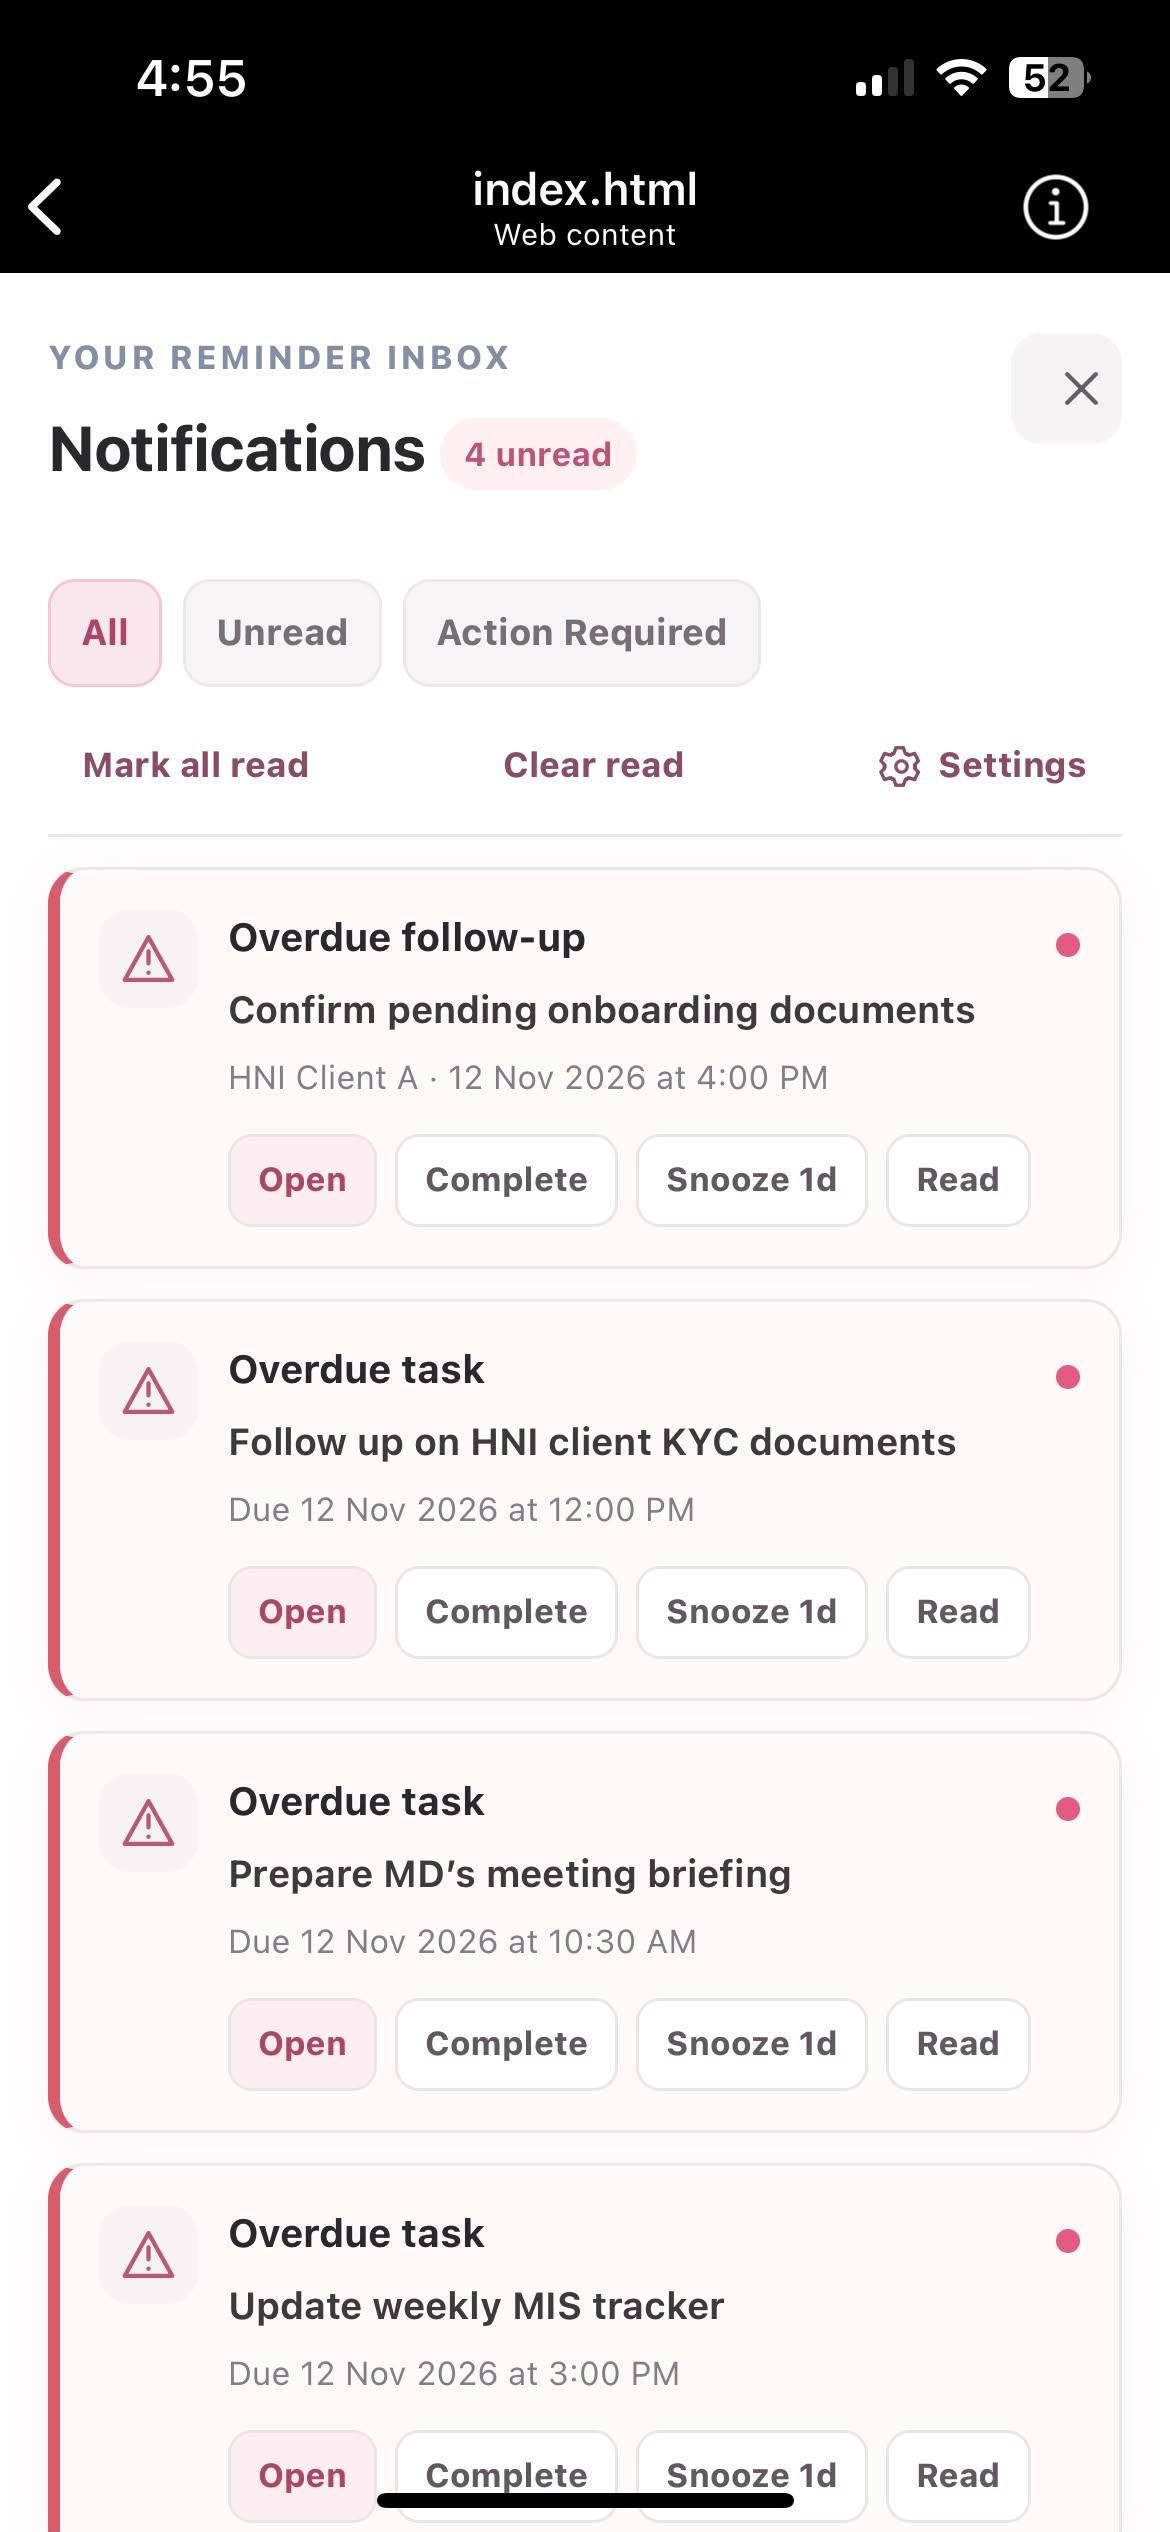 4:55
52
index.html
Web content
YOUR REMINDER INBOX
Notifications 4 unread
All Unread Action Required
Mark all read Clear read Settings
Overdue follow-up
Confirm pending onboarding documents
HNI Client A · 12 Nov 2026 at 4:00 PM
Open Complete Snooze 1d Read
Overdue task
Follow up on HNI client KYC documents
Due 12 Nov 2026 at 12:00 PM
Open Complete Snooze 1d Read
Overdue task
Prepare MD’s meeting briefing
Due 12 Nov 2026 at 10:30 AM
Open Complete Snooze 1d Read
Overdue task
Update weekly MIS tracker
Due 12 Nov 2026 at 3:00 PM
Open Complete Snooze 1d Read